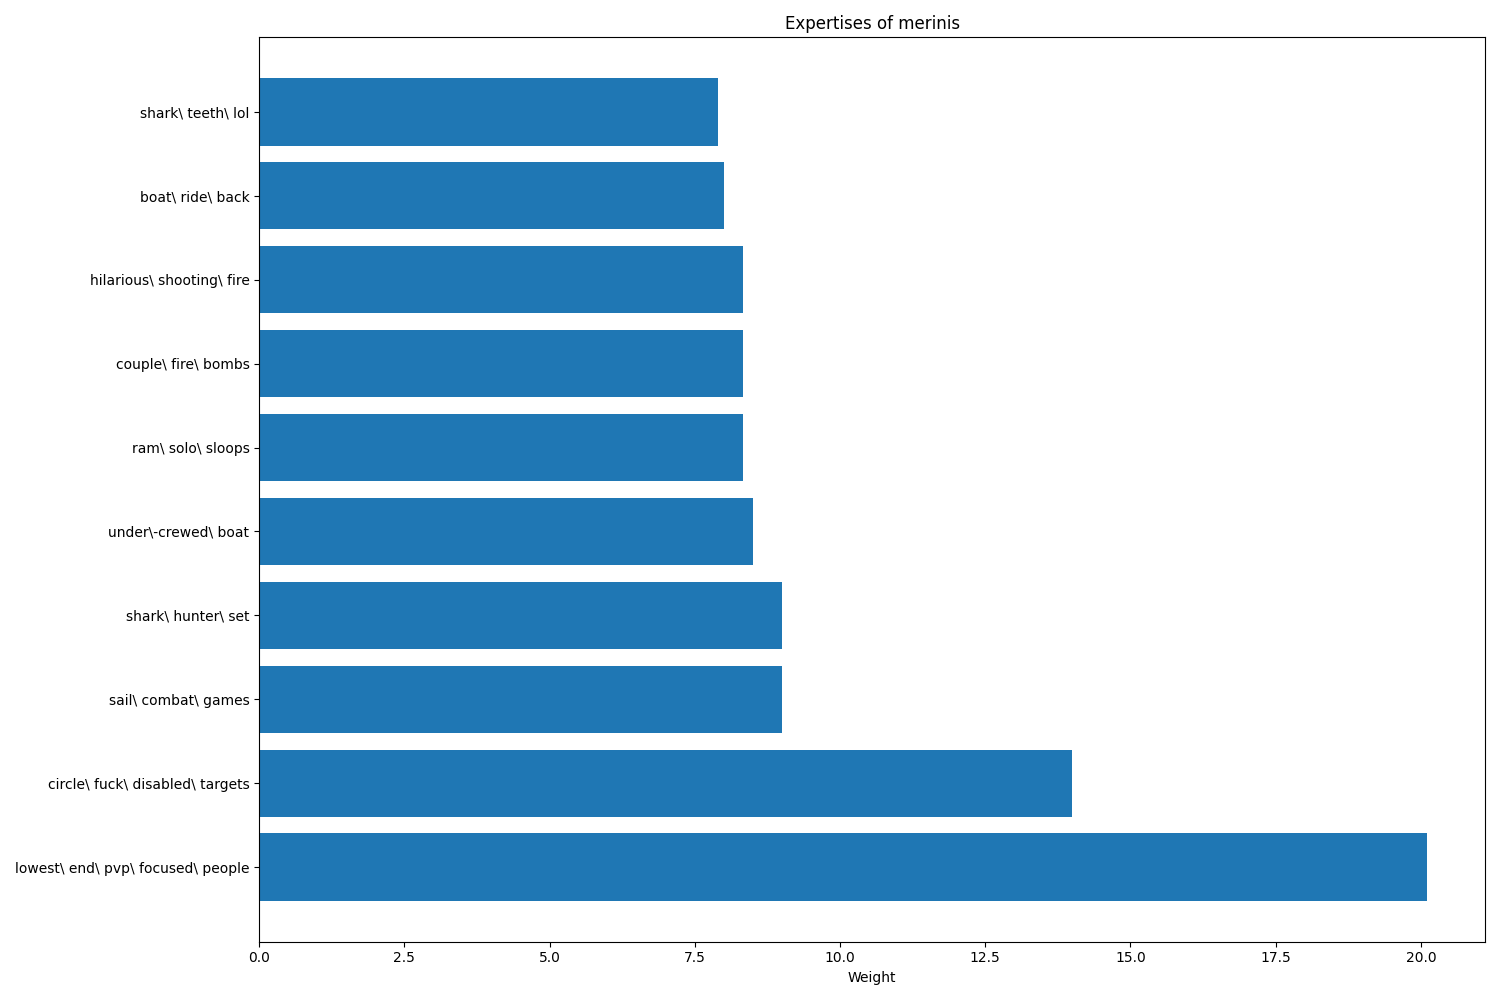 Expertises of merinis
shark\ teeth\ lol
boat\ ride\ back
hilarious\ shooting\ fire
couple\ fire\ bombs
ram\ solo\ sloops
under\-crewed\ boat
shark\ hunter\ set
sail\ combat\ games
circle\ fuck\ disabled\ targets
lowest\ end\ pvp\ focused\ people
0.0 2.5 5.0 7.5 10.0 12.5 15.0 17.5 20.0
Weight